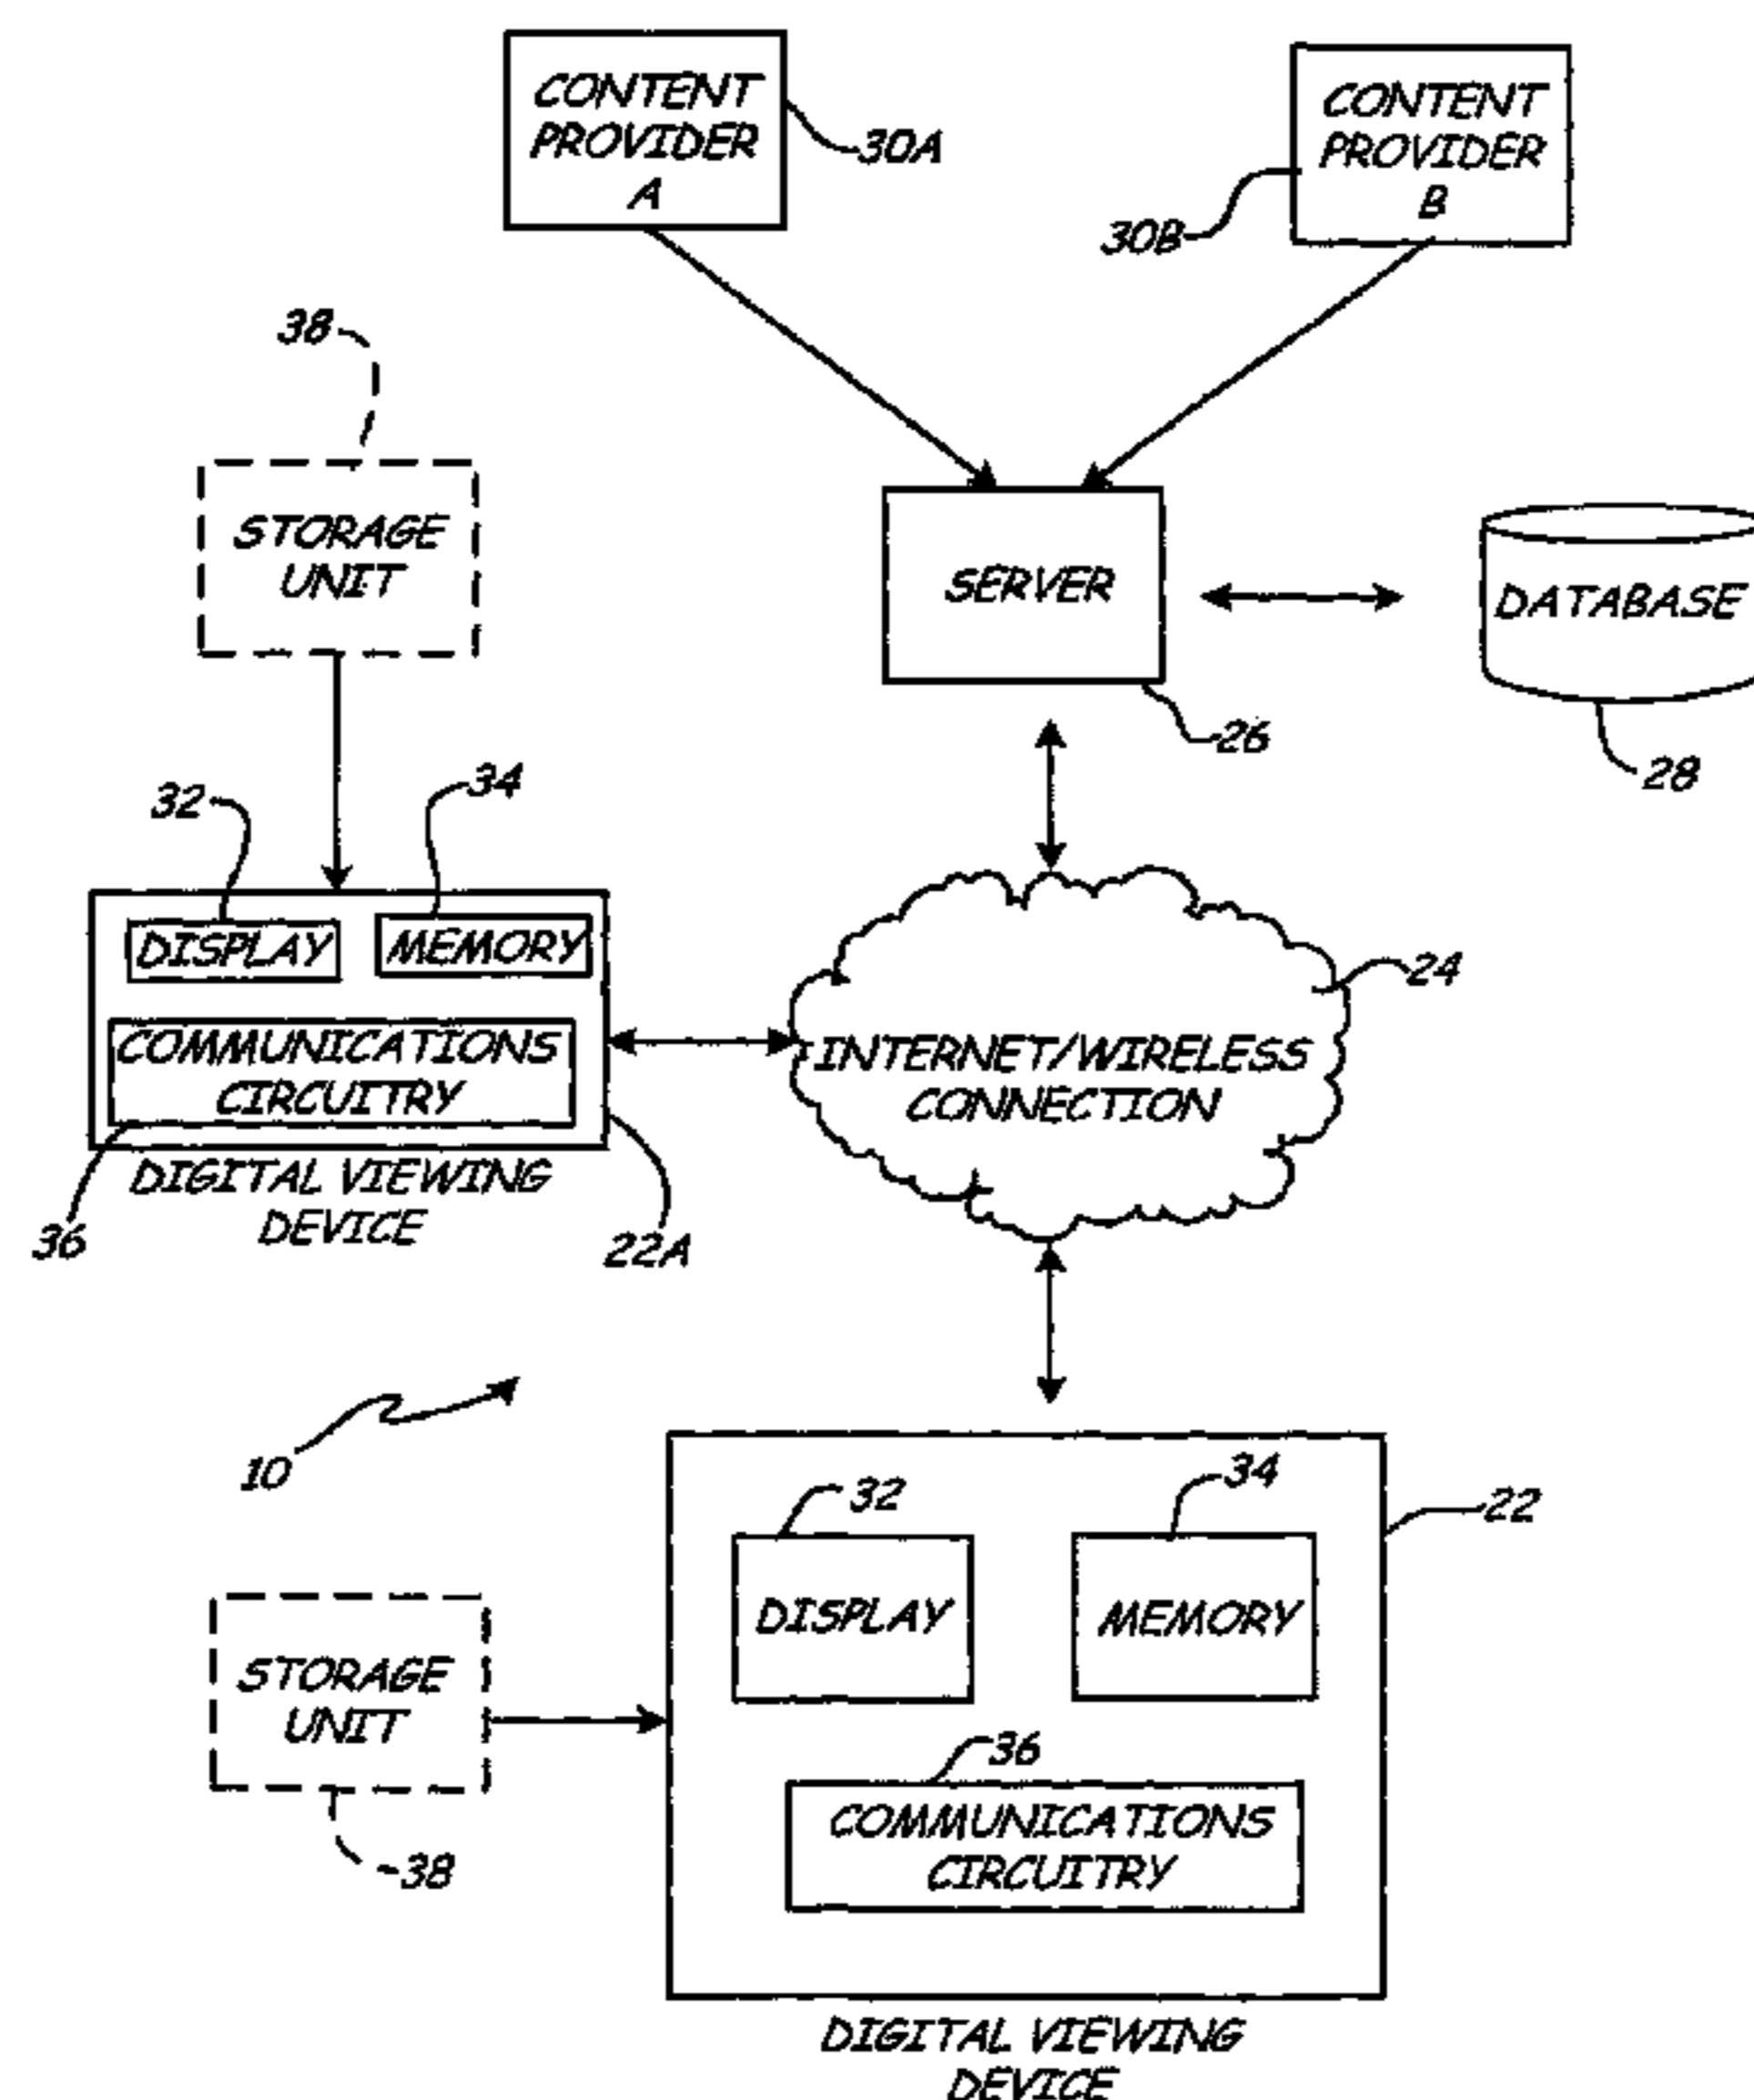 CONTENT
PROVIDER
A
30A
CONTENT
PROVIDER
B
30B
38
STORAGE
UNIT
SERVER
26
DATABASE
28
32
34
DISPLAY
MEMORY
COMMUNICATIONS
CIRCUITRY
36
DIGITAL VIEWING
DEVICE
22A
24
INTERNET/WIRELESS
CONNECTION
10
22
32
34
DISPLAY
MEMORY
STORAGE
UNIT
38
36
COMMUNICATIONS
CIRCUITRY
DIGITAL VIEWING
DEVICE